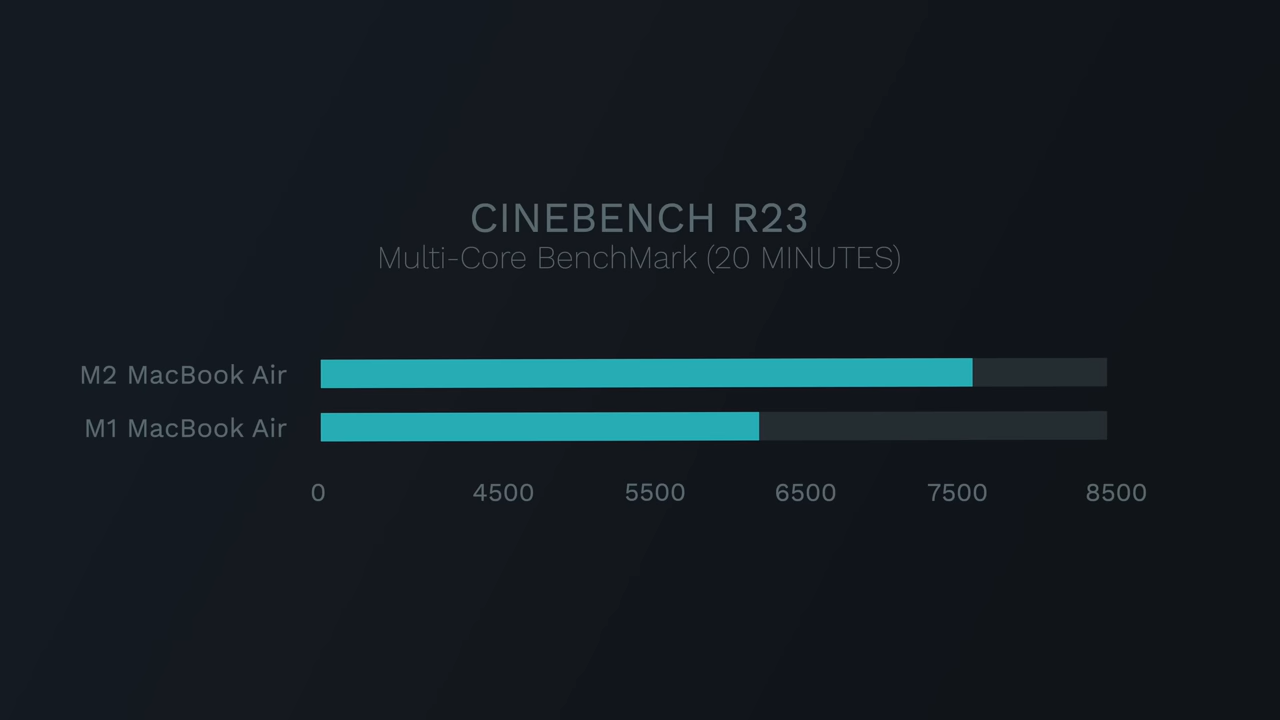 CINEBENCH R23
Multi-Core BenchMark (20 MINUTES)
M2 MacBook Air
M1 MacBook Air
0 4500 5500 6500 7500 8500